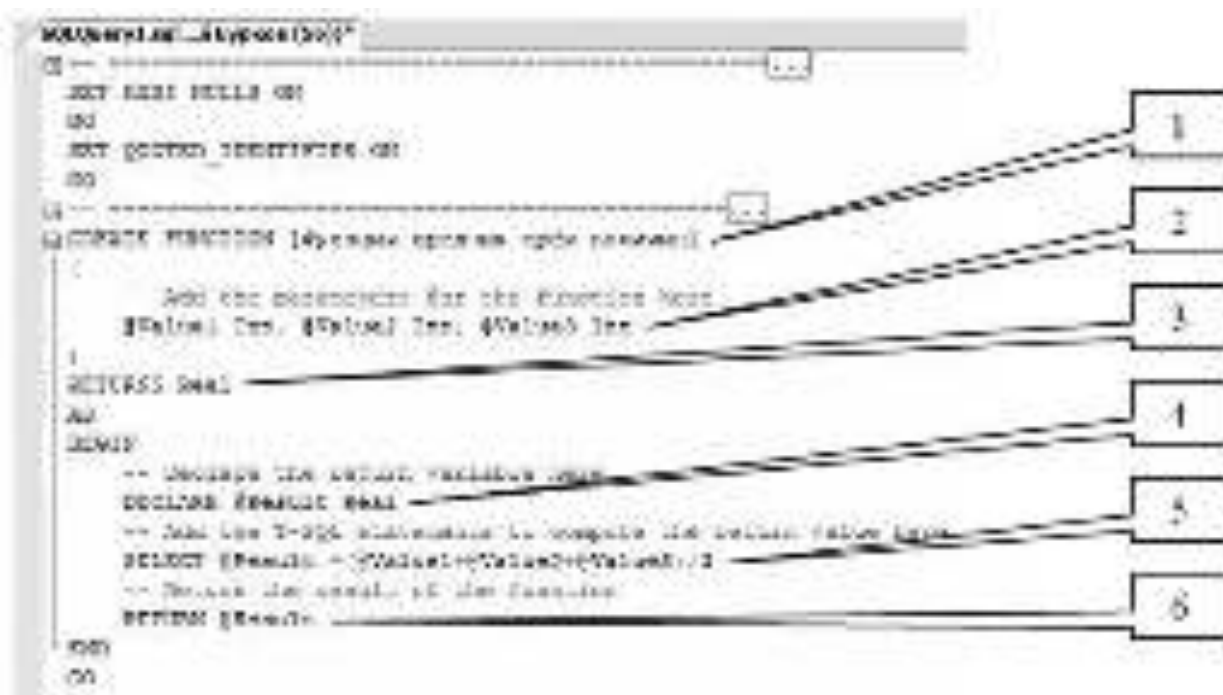 SET ANSI NULLS ON
GO
SET QUOTED_IDENTIFIER ON
GO
CREATE FUNCTION
Add the parameters for the function here
@Value1 Int, @Value2 Int, @Value3 Int
)
RETURNS Real
AS
BEGIN
-- Declare the return variable here
DECLARE @Result Real
-- Add the T-SQL statements to compute the return value here
SELECT @Result = (@Value1+@Value2+@Value3)/3
-- Return the result of the function
RETURN @Result
END
GO
1
2
3
4
5
6